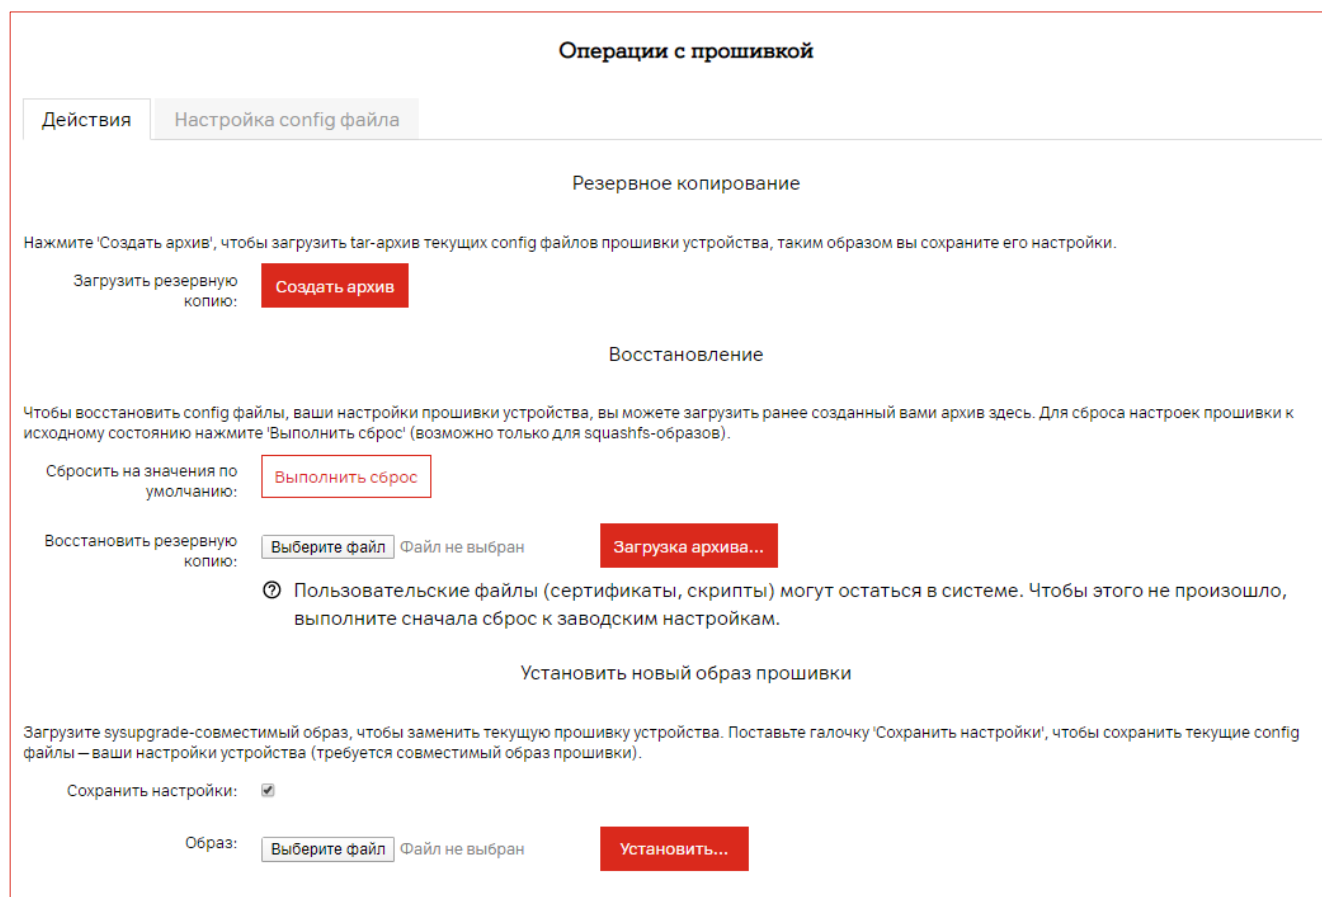 Операции с прошивкой
Действия
Настройка config файла
Резервное копирование
Нажмите 'Создать архив', чтобы загрузить tar-архив текущих config файлов прошивки устройства, таким образом вы сохраните его настройки.
Загрузить резервную
копию:
Создать архив
Восстановление
Чтобы восстановить config файлы, ваши настройки прошивки устройства, вы можете загрузить ранее созданный вами архив здесь. Для сброса настроек прошивки к
исходному состоянию нажмите 'Выполнить сброс' (возможно только для squashfs-образов).
Сбросить на значения по
умолчанию:
Выполнить сброс
Восстановить резервную
копию:
Выберите файл Файл не выбран
Загрузка архива...
Пользовательские файлы (сертификаты, скрипты) могут остаться в системе. Чтобы этого не произошло,
выполните сначала сброс к заводским настройкам.
Установить новый образ прошивки
Загрузите sysupgrade-совместимый образ, чтобы заменить текущую прошивку устройства. Поставьте галочку 'Сохранить настройки', чтобы сохранить текущие config
файлы — ваши настройки устройства (требуется совместимый образ прошивки).
Сохранить настройки:
Образ:
Выберите файл Файл не выбран
Установить...